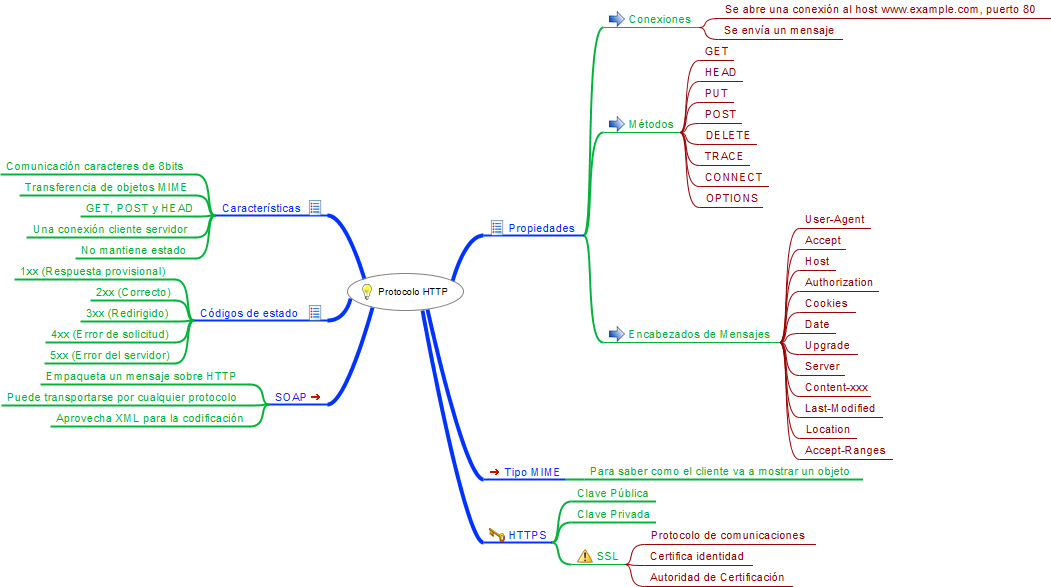 Protocolo HTTP
Características
Comunicación caracteres de 8bits
Transferencia de objetos MIME
GET, POST y HEAD
Una conexión cliente servidor
No mantiene estado
Códigos de estado
1xx (Respuesta provisional)
2xx (Correcto)
3xx (Redirigido)
4xx (Error de solicitud)
5xx (Error del servidor)
SOAP
Empaqueta un mensaje sobre HTTP
Puede transportarse por cualquier protocolo
Aprovecha XML para la codificación
Propiedades
Conexiones
Se abre una conexión al host www.example.com, puerto 80
Se envía un mensaje
Métodos
GET
HEAD
PUT
POST
DELETE
TRACE
CONNECT
OPTIONS
Encabezados de Mensajes
User-Agent
Accept
Host
Authorization
Cookies
Date
Upgrade
Server
Content-xxx
Last-Modified
Location
Accept-Ranges
Tipo MIME
Para saber como el cliente va a mostrar un objeto
HTTPS
Clave Pública
Clave Privada
SSL
Protocolo de comunicaciones
Certifica identidad
Autoridad de Certificación